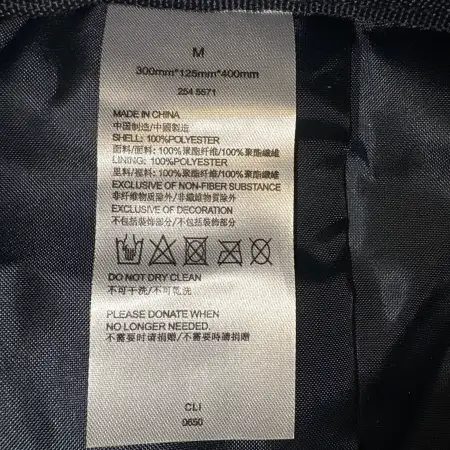 M
300mm*125mm*400mm
254 5571
MADE IN CHINA
中国制造/中國製造
SHELL: 100%POLYESTER
面料/面料: 100%聚酯纤维/100%聚酯纖維
LINING: 100%POLYESTER
里料/裡料: 100%聚酯纤维/100%聚酯纖維
EXCLUSIVE OF NON-FIBER SUBSTANCE
非纤维物质除外/非纖維物質除外
EXCLUSIVE OF DECORATION
不包括装饰部分/不包括裝飾部分
DO NOT DRY CLEAN
不可干洗/不可乾洗
PLEASE DONATE WHEN
NO LONGER NEEDED.
不需要时请捐贈/不需要時請捐贈
CLI
0650